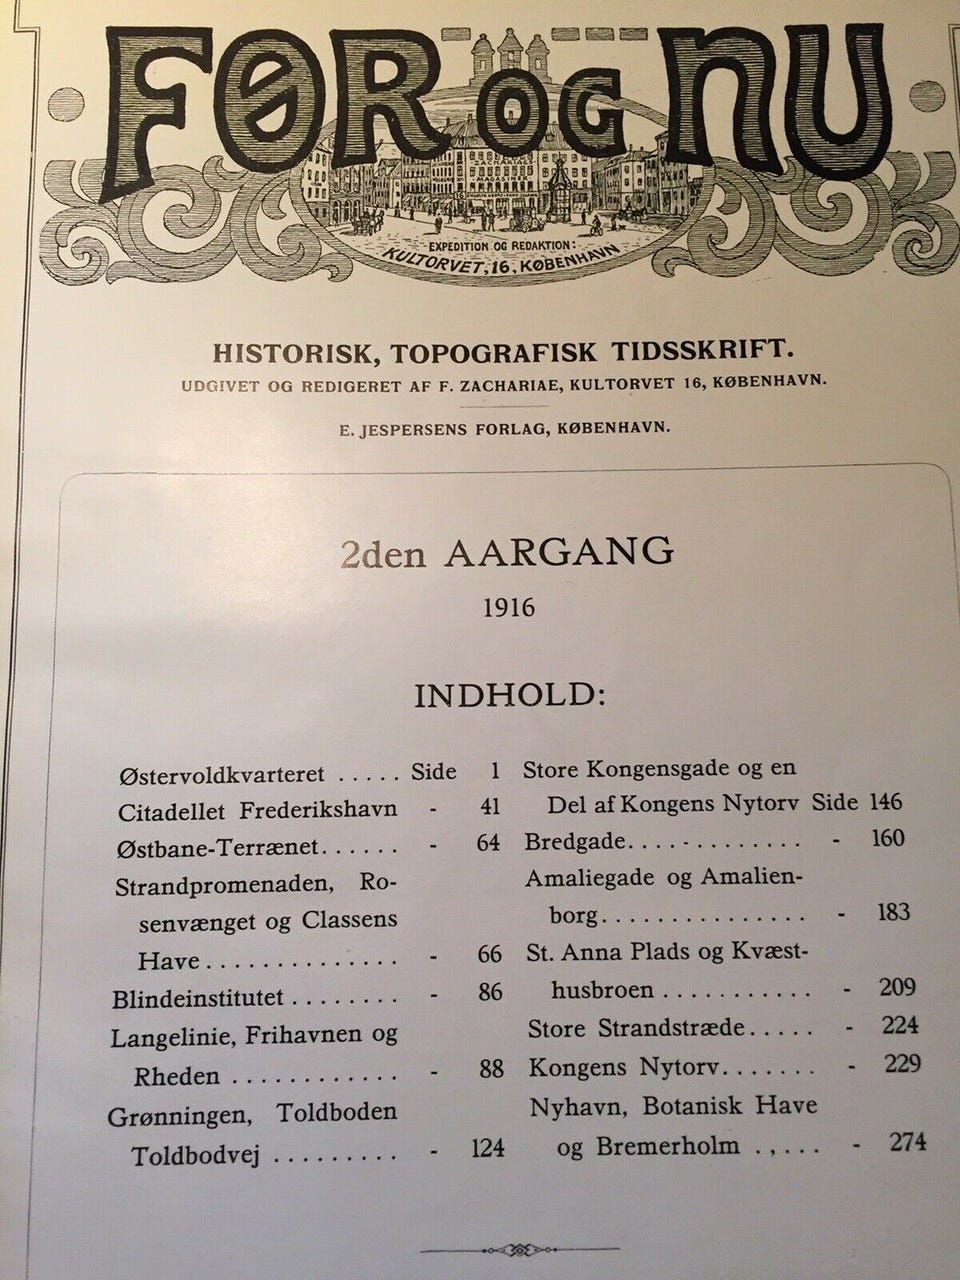 FØR OG NU
EXPEDITION OG REDAKTION:
KULTORVET, 16, KØBENHAVN
HISTORISK, TOPOGRAFISK TIDSSKRIFT.
UDGIVET OG REDIGERET AF F. ZACHARIAE, KULTORVET 16, KØBENHAVN.
E. JESPERSENS FORLAG, KØBENHAVN.
2den AARGANG
1916
INDHOLD:
Østervoldkvarteret ..... Side 1
Citadellet Frederikshavn - 41
Østbane-Terrænet...... - 64
Strandpromenaden, Ro-
senvænget og Classens
Have............... - 66
Blindeinstitutet ........ - 86
Langelinie, Frihavnen og
Rheden ............ - 88
Grønningen, Toldboden
Toldbodvej ......... - 124
Store Kongensgade og en
Del af Kongens Nytorv Side 146
Bredgade....-........ - 160
Amaliegade og Amalien-
borg................ - 183
St. Anna Plads og Kvæst-
husbroen ........... - 209
Store Strandstræde..... - 224
Kongens Nytorv....... - 229
Nyhavn, Botanisk Have
og Bremerholm .,... - 274